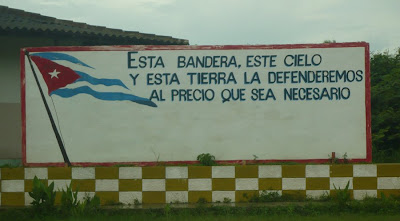 ESTA BANDERA, ESTE CIELO
Y ESTA TIERRA LA DEFENDEREMOS
AL PRECIO QUE SEA NECESARIO